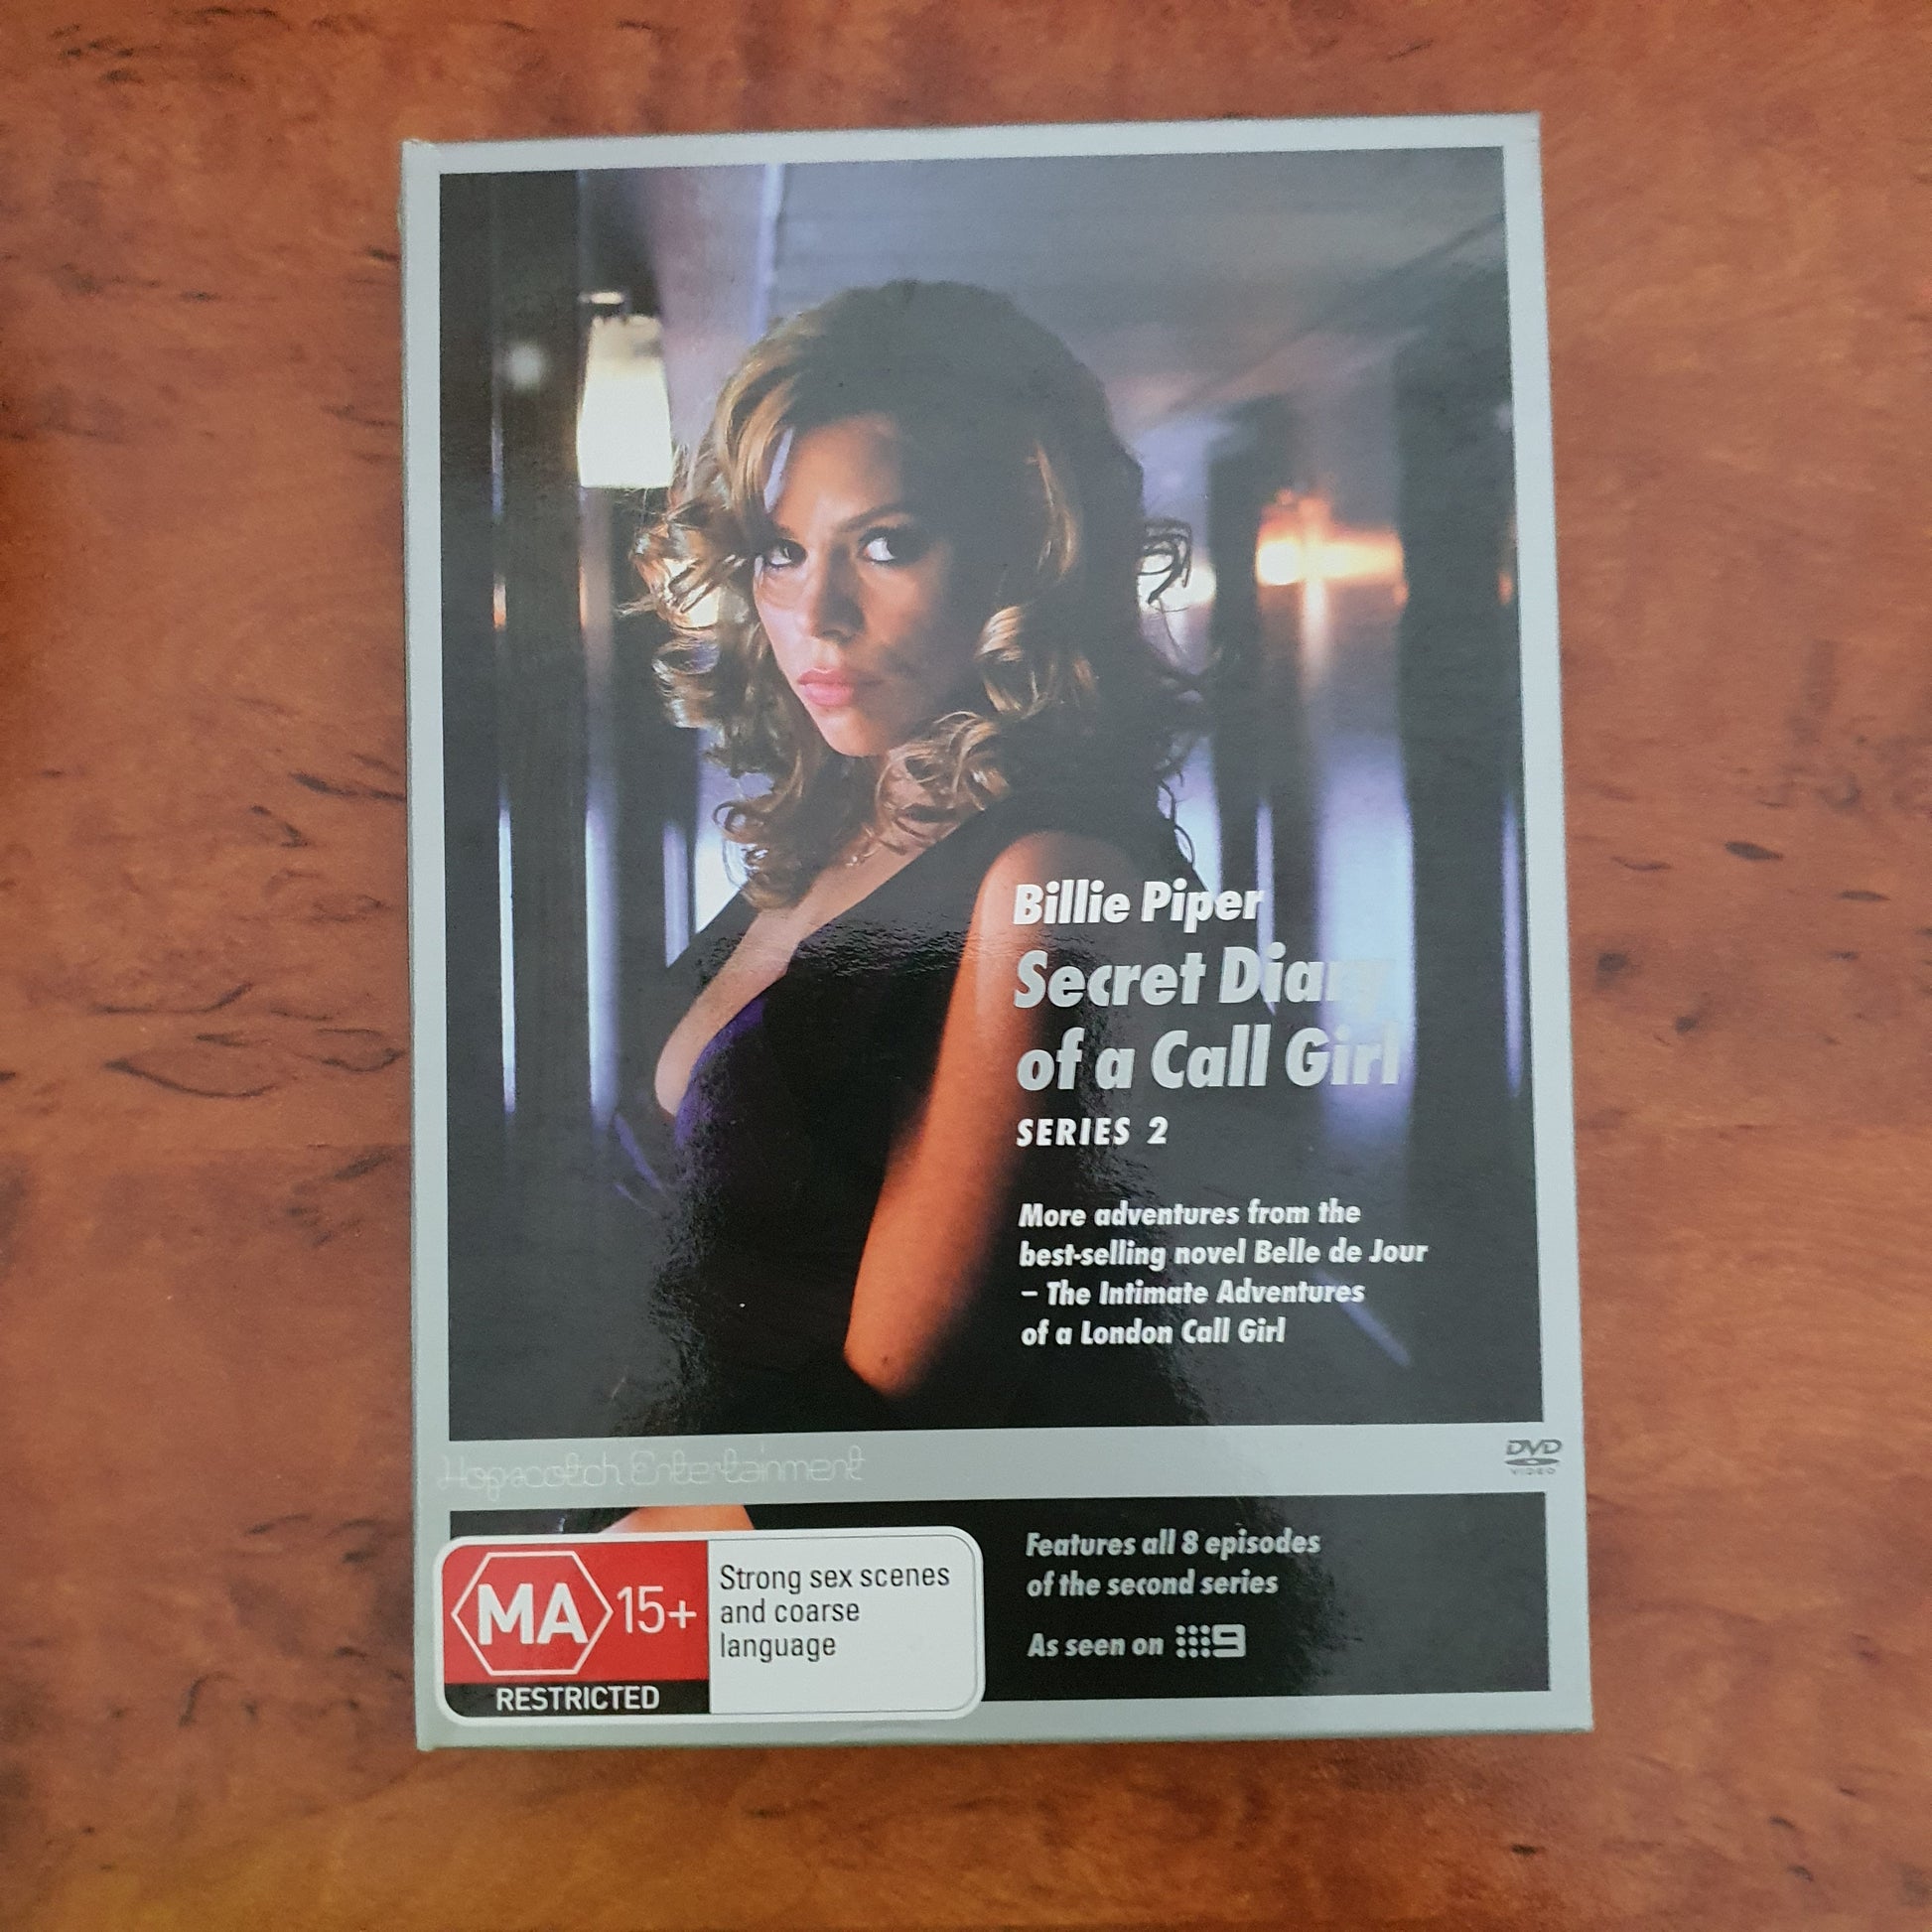 Billie Piper
Secret Diary
of a Call Girl
SERIES 2
More adventures from the
best-selling novel Belle de Jour
– The Intimate Adventures
of a London Call Girl
Hopscotch Entertainment
DVD
VIDEO
MA 15+
RESTRICTED
Strong sex scenes
and coarse
language
Features all 8 episodes
of the second series
As seen on 9